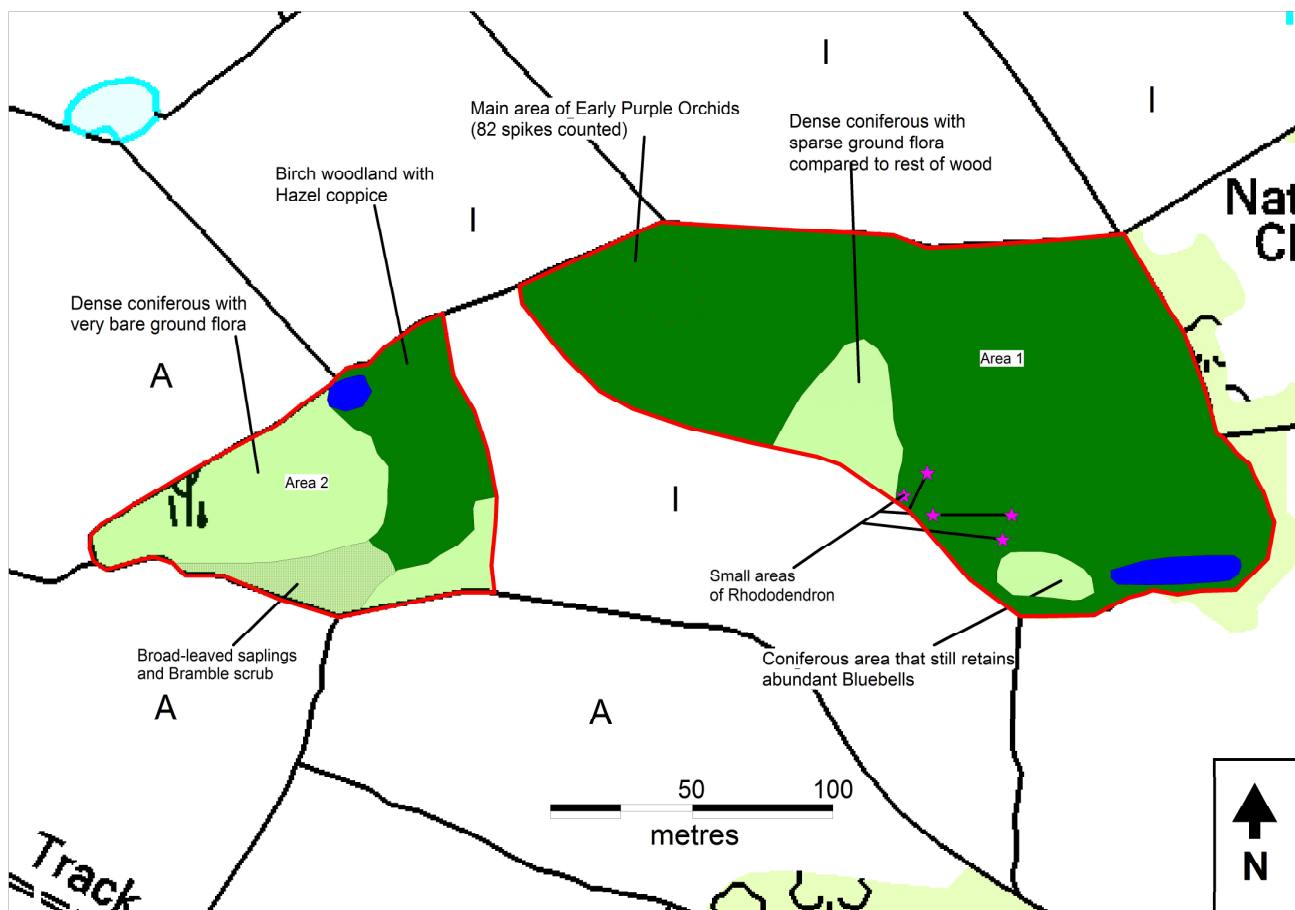 I
I
Main area of Early Purple Orchids
(82 spikes counted)
Dense coniferous with
sparse ground flora
compared to rest of wood
Birch woodland with
Hazel coppice
I
Nat
Cl
Dense coniferous with
very bare ground flora
A
Area 1
Area 2
I
Small areas
of Rhododendron
Broad-leaved saplings
and Bramble scrub
Coniferous area that still retains
abundant Bluebells
A
A
50
100
metres
Track
N